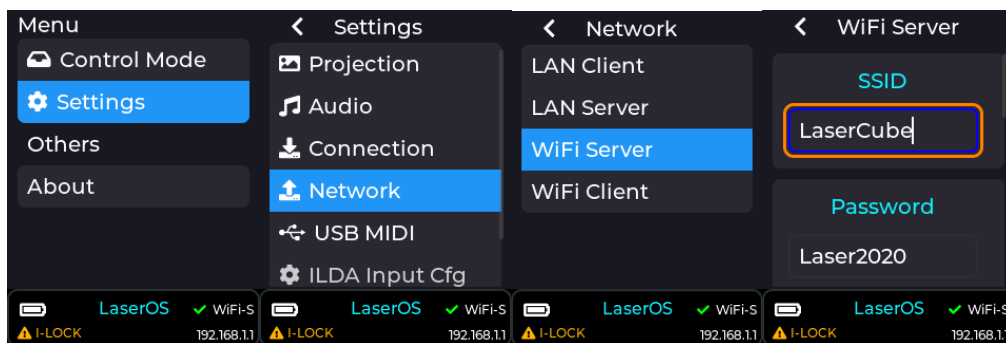 Menu
Control Mode
Settings
Others
About
LaserOS
WiFi-S
I-LOCK
192.168.1.1
Settings
Projection
Audio
Connection
Network
USB MIDI
ILDA Input Cfg
LaserOS
WiFi-S
I-LOCK
192.168.1.1
Network
LAN Client
LAN Server
WiFi Server
WiFi Client
LaserOS
WiFi-S
I-LOCK
192.168.1.1
WiFi Server
SSID
LaserCube
Password
Laser2020
LaserOS
WiFi-S
I-LOCK
192.168.1.1